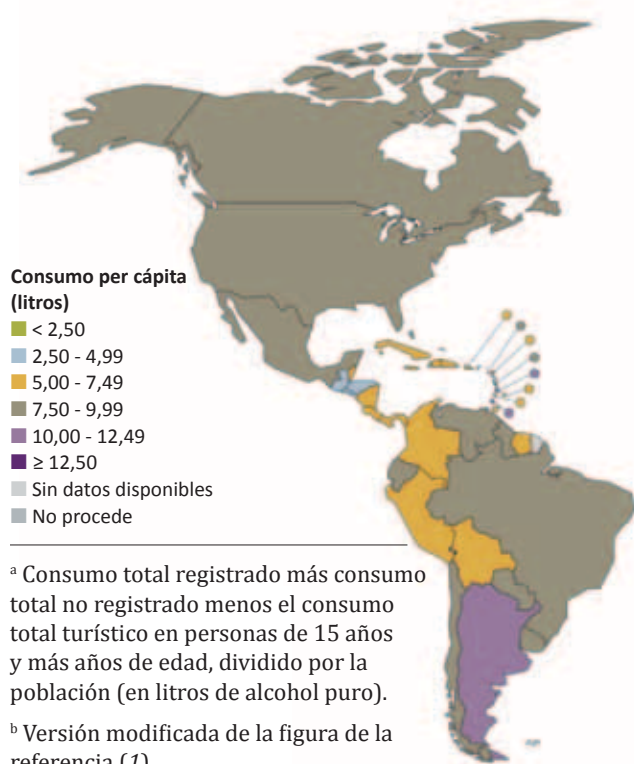 Consumo per cápita
(litros)
< 2,50
2,50 - 4,99
5,00 - 7,49
7,50 - 9,99
10,00 - 12,49
≥ 12,50
Sin datos disponibles
No procede
a Consumo total registrado más consumo
total no registrado menos el consumo
total turístico en personas de 15 años
y más años de edad, dividido por la
población (en litros de alcohol puro).
b Versión modificada de la figura de la
referencia (1)